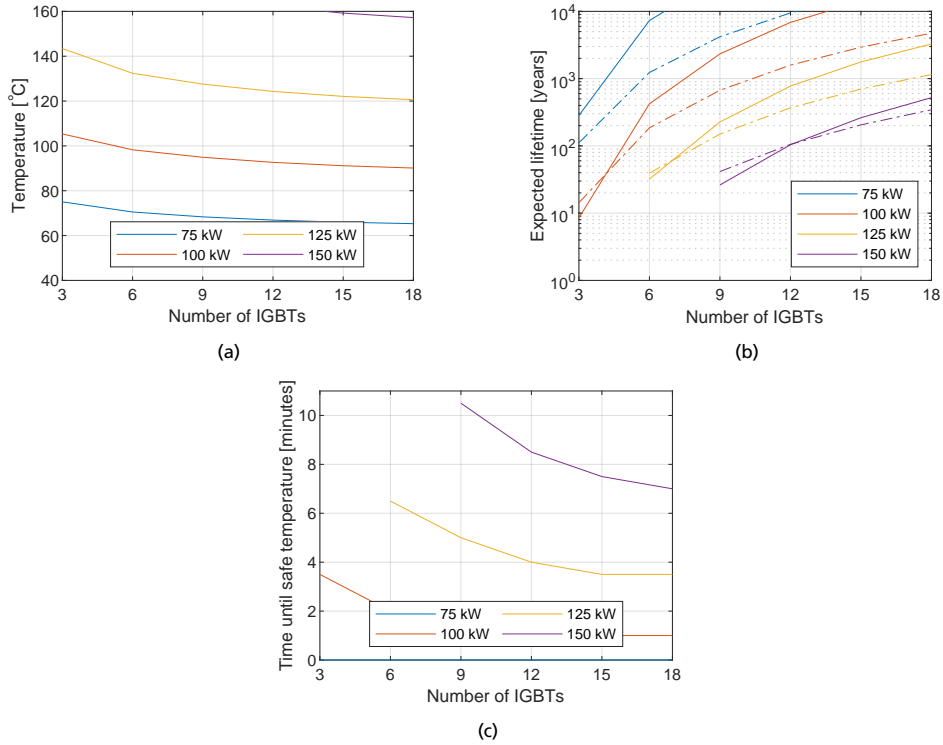 160
140
120
100
80
60
40
Temperature [°C]
75 kW
100 kW
125 kW
150 kW
3 6 9 12 15 18
Number of IGBTs
(a)
10^4
10^3
10^2
10^1
10^0
Expected lifetime [years]
75 kW
100 kW
125 kW
150 kW
3 6 9 12 15 18
Number of IGBTs
(b)
10
8
6
4
2
0
Time until safe temperature [minutes]
75 kW
100 kW
125 kW
150 kW
3 6 9 12 15 18
Number of IGBTs
(c)